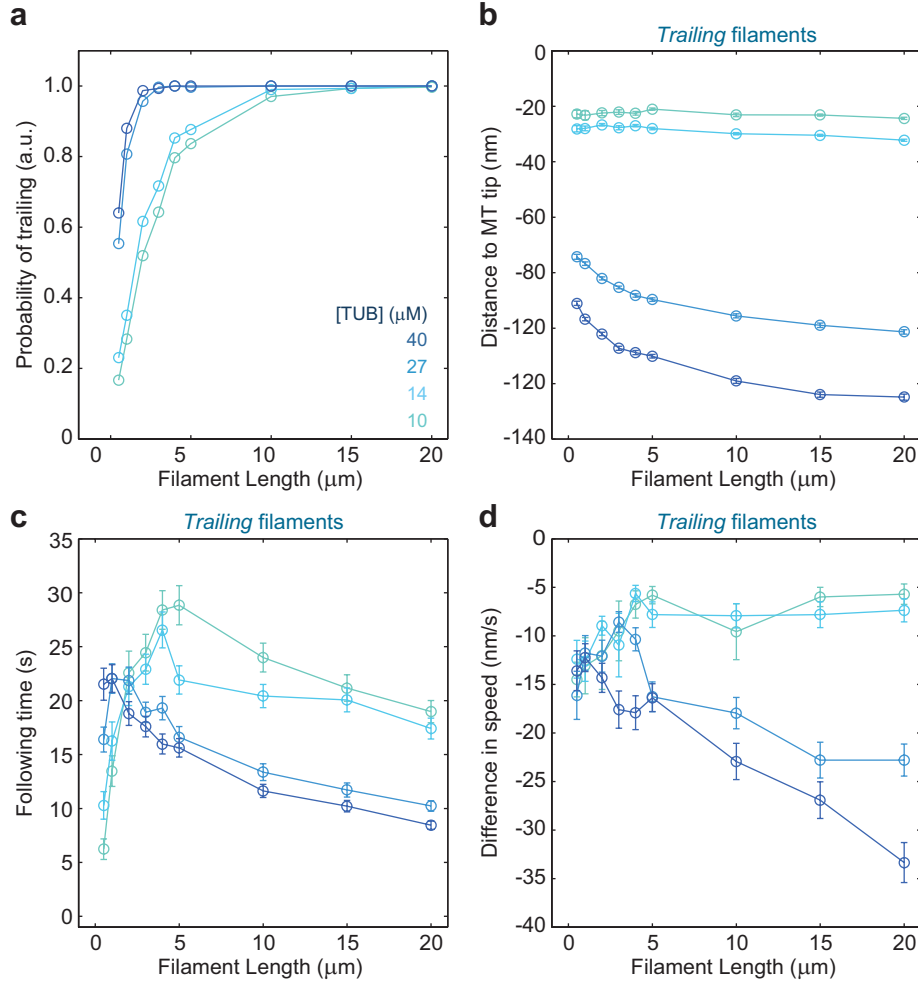 a
1.0
0.8
0.6
0.4
0.2
0
Probability of trailing (a.u.)
[TUB] (μM)
40
27
14
10
0 5 10 15 20
Filament Length (μm)
b
Trailing filaments
0
-20
-40
-60
-80
-100
-120
-140
Distance to MT tip (nm)
0 5 10 15 20
Filament Length (μm)
c
Trailing filaments
35
30
25
20
15
10
5
0
Following time (s)
0 5 10 15 20
Filament Length (μm)
d
Trailing filaments
0
-5
-10
-15
-20
-25
-30
-35
-40
Difference in speed (nm/s)
0 5 10 15 20
Filament Length (μm)